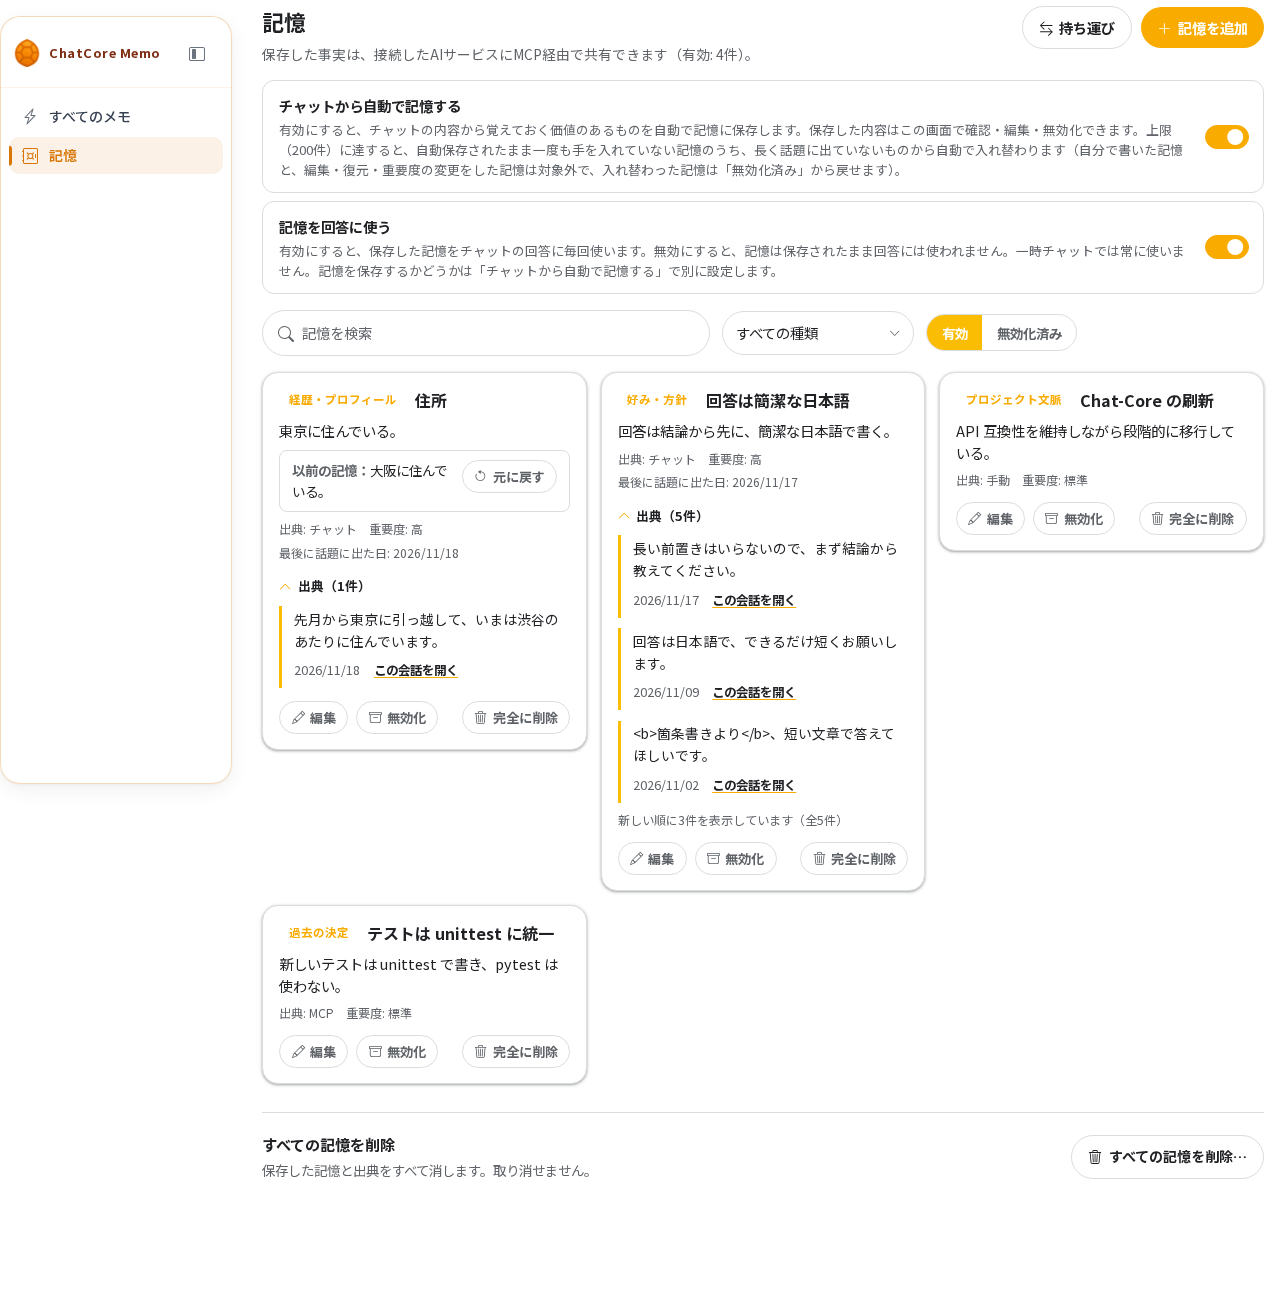 ChatCore Memo
すべてのメモ
記憶
記憶
保存した事実は、接続したAIサービスにMCP経由で共有できます（有効: 4件）。
持ち運び
記憶を追加
チャットから自動で記憶する
有効にすると、チャットの内容から覚えておく価値のあるものを自動で記憶に保存します。保存した内容はこの画面で確認・編集・無効化できます。上限
（200件）に達すると、自動保存されたまま一度も手を入れていない記憶のうち、長く話題に出ていないものから自動で入れ替わります（自分で書いた記憶
と、編集・復元・重要度の変更をした記憶は対象外で、入れ替わった記憶は「無効化済み」から戻せます）。
記憶を回答に使う
有効にすると、保存した記憶をチャットの回答に毎回使います。無効にすると、記憶は保存されたまま回答には使われません。一時チャットでは常に使いま
せん。記憶を保存するかどうかは「チャットから自動で記憶する」で別に設定します。
記憶を検索
すべての種類
有効
無効化済み
経歴・プロフィール
住所
東京に住んでいる。
以前の記憶：大阪に住んで
いる。
元に戻す
出典: チャット 重要度: 高
最後に話題に出た日: 2026/11/18
出典（1件）
先月から東京に引っ越して、いまは渋谷の
あたりに住んでいます。
2026/11/18 この会話を開く
編集
無効化
完全に削除
好み・方針
回答は簡潔な日本語
回答は結論から先に、簡潔な日本語で書く。
出典: チャット 重要度: 高
最後に話題に出た日: 2026/11/17
出典（5件）
長い前置きはいらないので、まず結論から
教えてください。
2026/11/17 この会話を開く
回答は日本語で、できるだけ短くお願いし
ます。
2026/11/09 この会話を開く
<b>箇条書きより</b>、短い文章で答えて
ほしいです。
2026/11/02 この会話を開く
新しい順に3件を表示しています（全5件）
編集
無効化
完全に削除
プロジェクト文脈
Chat-Core の刷新
API 互換性を維持しながら段階的に移行して
いる。
出典: 手動 重要度: 標準
編集
無効化
完全に削除
過去の決定
テストは unittest に統一
新しいテストは unittest で書き、pytest は
使わない。
出典: MCP 重要度: 標準
編集
無効化
完全に削除
すべての記憶を削除
保存した記憶と出典をすべて消します。取り消せません。
すべての記憶を削除…